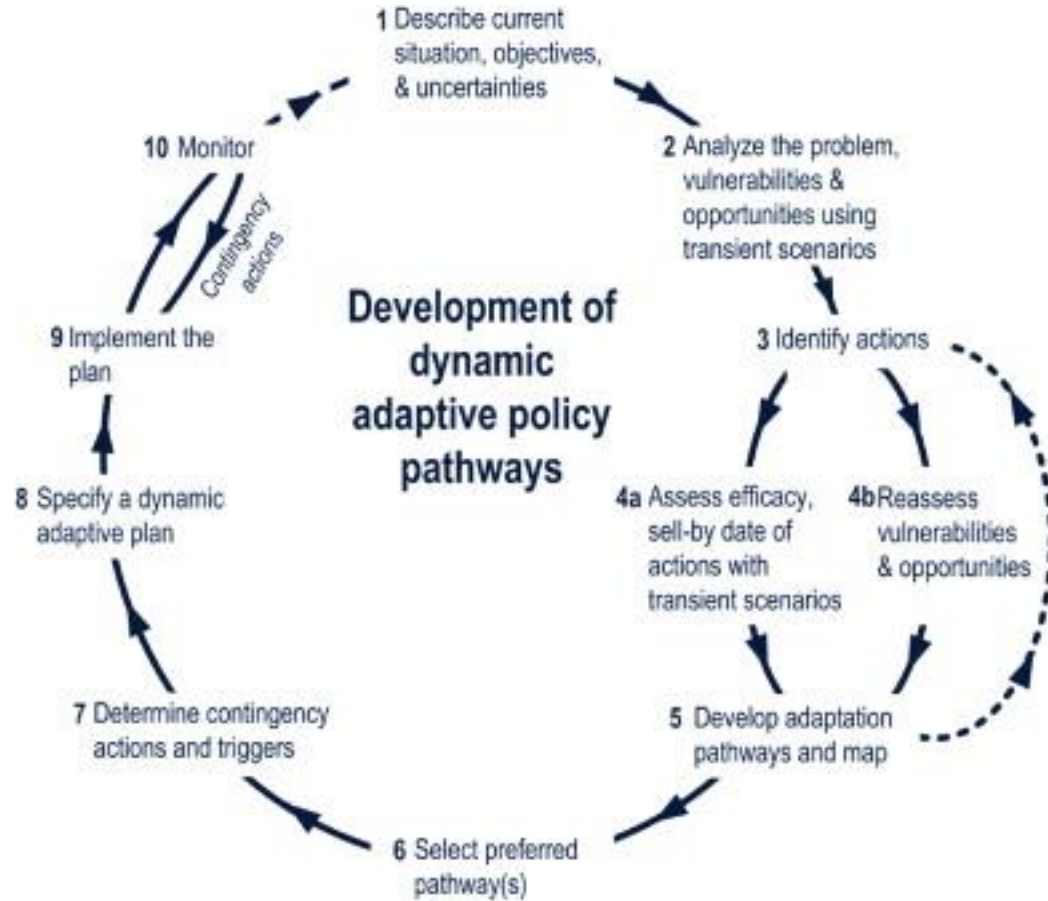 1 Describe current
situation, objectives,
& uncertainties
2 Analyze the problem,
vulnerabilities &
opportunities using
transient scenarios
3 Identify actions
4a Assess efficacy,
sell-by date of
actions with
transient scenarios
4b Reassess
vulnerabilities
& opportunities
5 Develop adaptation
pathways and map
6 Select preferred
pathway(s)
7 Determine contingency
actions and triggers
8 Specify a dynamic
adaptive plan
9 Implement the
plan
10 Monitor
Contingency
actions
Development of
dynamic
adaptive policy
pathways